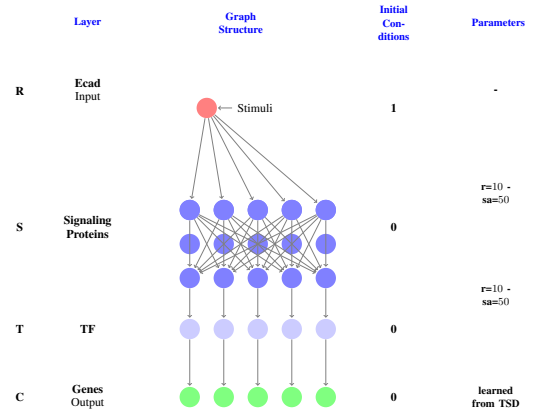 Layer
Graph
Structure
Initial
Con-
ditions
Parameters
R
Ecad
Input
Stimuli
1
-
S
Signaling
Proteins
0
r=10 -
sa=50
r=10 -
sa=50
T
TF
0
C
Genes
Output
0
learned
from TSD